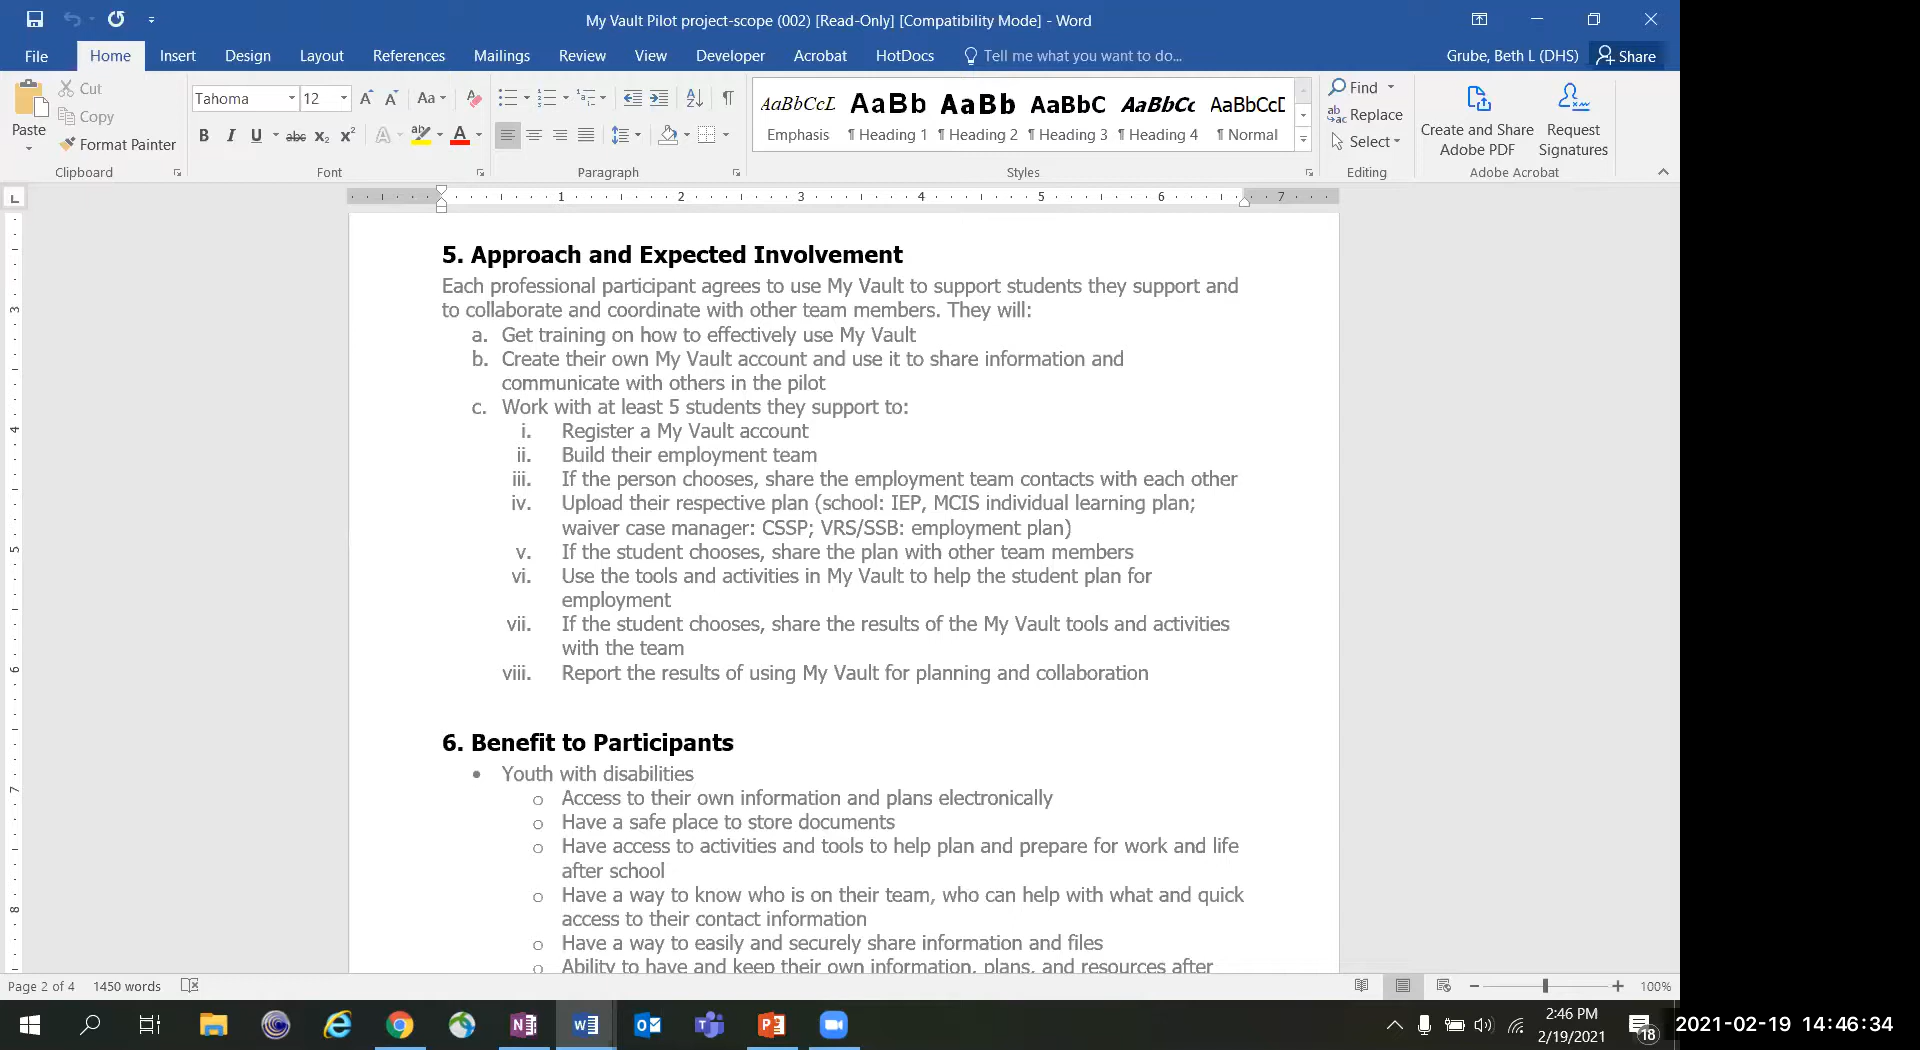 My Vault Pilot project-scope (002) [Read-Only] [Compatibility Mode] - Word
File Home Insert Design Layout References Mailings Review View Developer Acrobat HotDocs Tell me what you want to do... Grube, Beth L (DHS) Share
Paste
Cut
Copy
Format Painter
Clipboard
Tahoma 12
Font
Paragraph
AaBbCcD AaBb AaBb AaBbC AaBbCc AaBbCcD
Emphasis ¶ Heading 1 ¶ Heading 2 ¶ Heading 3 ¶ Heading 4 ¶ Normal
Styles
Find
Replace
Select
Editing
Create and Share
Adobe PDF
Request
Signatures
Adobe Acrobat
1 2 3 4 5 6 7
5. Approach and Expected Involvement
Each professional participant agrees to use My Vault to support students they support and
to collaborate and coordinate with other team members. They will:
a. Get training on how to effectively use My Vault
b. Create their own My Vault account and use it to share information and
communicate with others in the pilot
c. Work with at least 5 students they support to:
i. Register a My Vault account
ii. Build their employment team
iii. If the person chooses, share the employment team contacts with each other
iv. Upload their respective plan (school: IEP, MCIS individual learning plan;
waiver case manager: CSSP; VRS/SSB: employment plan)
v. If the student chooses, share the plan with other team members
vi. Use the tools and activities in My Vault to help the student plan for
employment
vii. If the student chooses, share the results of the My Vault tools and activities
with the team
viii. Report the results of using My Vault for planning and collaboration
6. Benefit to Participants
• Youth with disabilities
o Access to their own information and plans electronically
o Have a safe place to store documents
o Have access to activities and tools to help plan and prepare for work and life
after school
o Have a way to know who is on their team, who can help with what and quick
access to their contact information
o Have a way to easily and securely share information and files
o Ability to have and keep their own information, plans, and resources after
3
4
5
6
7
8
Page 2 of 4 1450 words 100%
2:46 PM
2/19/2021
18
2021-02-19 14:46:34